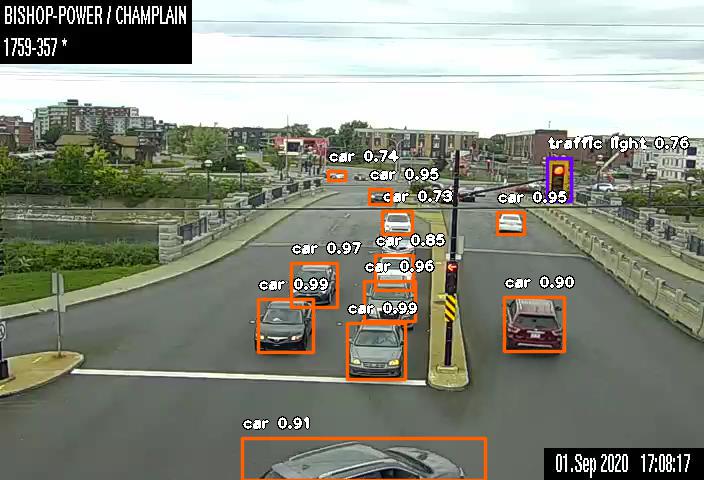 BISHOP-POWER / CHAMPLAIN
1759-357 *
traffic light 0.76
car 0.74
car 0.95
car 0.73
car 0.95
car 0.85
car 0.97
car 0.96
car 0.99
car 0.90
car 0.99
car 0.91
01.Sep 2020 17:08:17